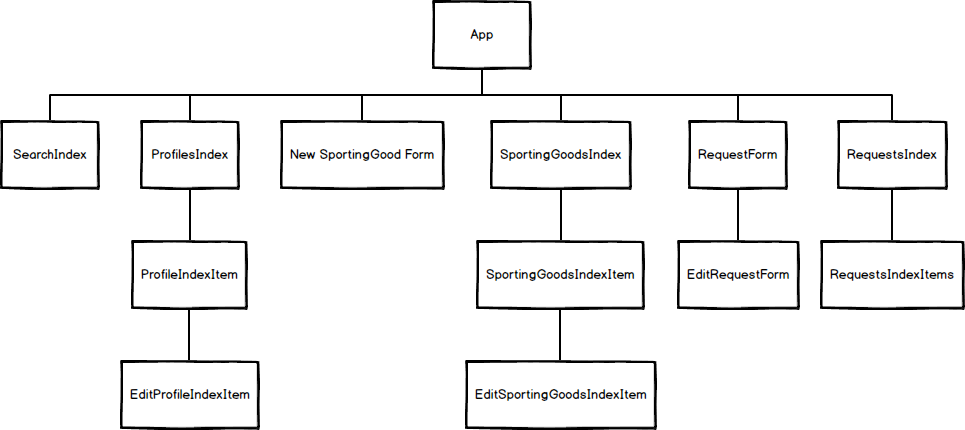 App
SearchIndex
ProfilesIndex
New SportingGood Form
SportingGoodsIndex
RequestForm
RequestsIndex
ProfileIndexItem
SportingGoodsIndexItem
EditRequestForm
RequestsIndexItems
EditProfileIndexItem
EditSportingGoodsIndexItem